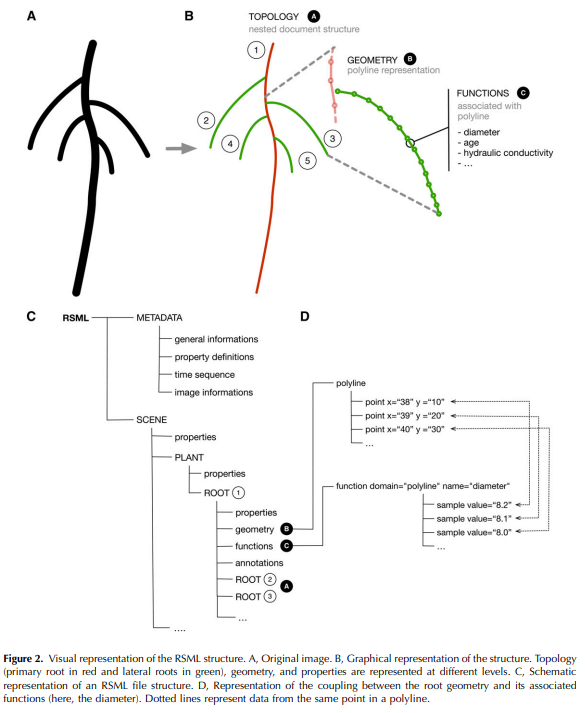 A
B
TOPOLOGY A
nested document structure
1
GEOMETRY B
polyline representation
FUNCTIONS C
associated with
polyline
- diameter
- age
- hydraulic conductivity
- ...
2
4
3
5
C
D
RSML
METADATA
general informations
property definitions
time sequence
image informations
SCENE
properties
PLANT
properties
ROOT 1
properties
geometry B
functions C
annotations
ROOT 2
A
ROOT 3
...
....
polyline
point x="38" y ="10"
point x="39" y ="20"
point x="40" y ="30"
...
function domain="polyline" name="diameter"
sample value="8.2"
sample value="8.1"
sample value="8.0"
...
Figure 2. Visual representation of the RSML structure. A, Original image. B, Graphical representation of the structure. Topology
(primary root in red and lateral roots in green), geometry, and properties are represented at different levels. C, Schematic
representation of an RSML file structure. D, Representation of the coupling between the root geometry and its associated
functions (here, the diameter). Dotted lines represent data from the same point in a polyline.